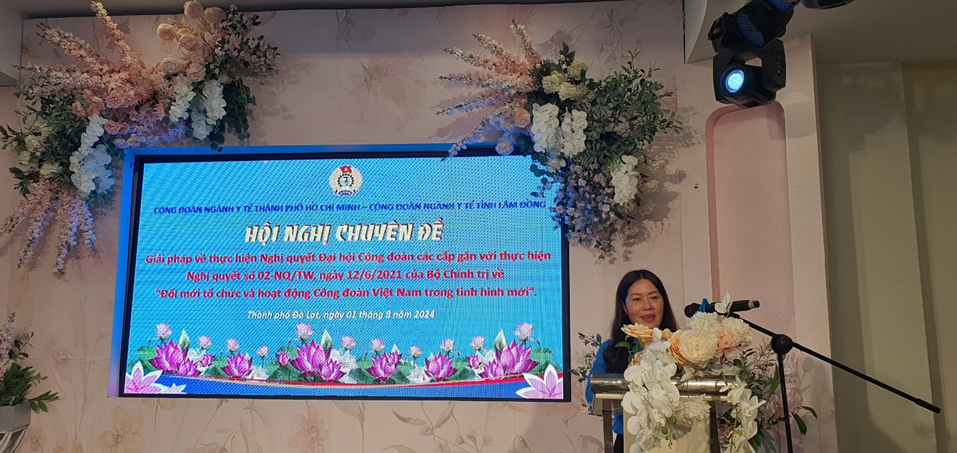 CÔNG ĐOÀN NGÀNH Y TẾ THÀNH PHỐ HỒ CHÍ MINH – CÔNG ĐOÀN NGÀNH Y TẾ TỈNH LÂM ĐỒNG
HỘI NGHỊ CHUYÊN ĐỀ
Giải pháp về thực hiện Nghị quyết Đại hội Công đoàn các cấp gắn với thực hiện
Nghị quyết số 02-NQ/TW, ngày 12/6/2021 của Bộ Chính trị về
"Đổi mới tổ chức và hoạt động Công đoàn Việt Nam trong tình hình mới".
Thành phố Đà Lạt, ngày 01 tháng 8 năm 2024